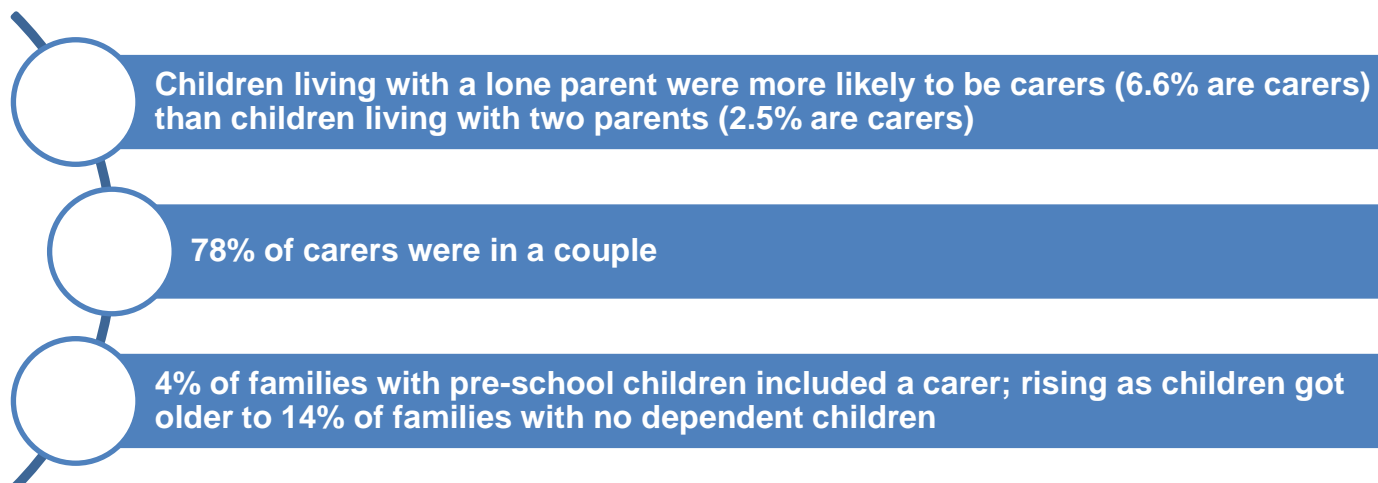 Children living with a lone parent were more likely to be carers (6.6% are carers)
than children living with two parents (2.5% are carers)
78% of carers were in a couple
4% of families with pre-school children included a carer; rising as children got
older to 14% of families with no dependent children